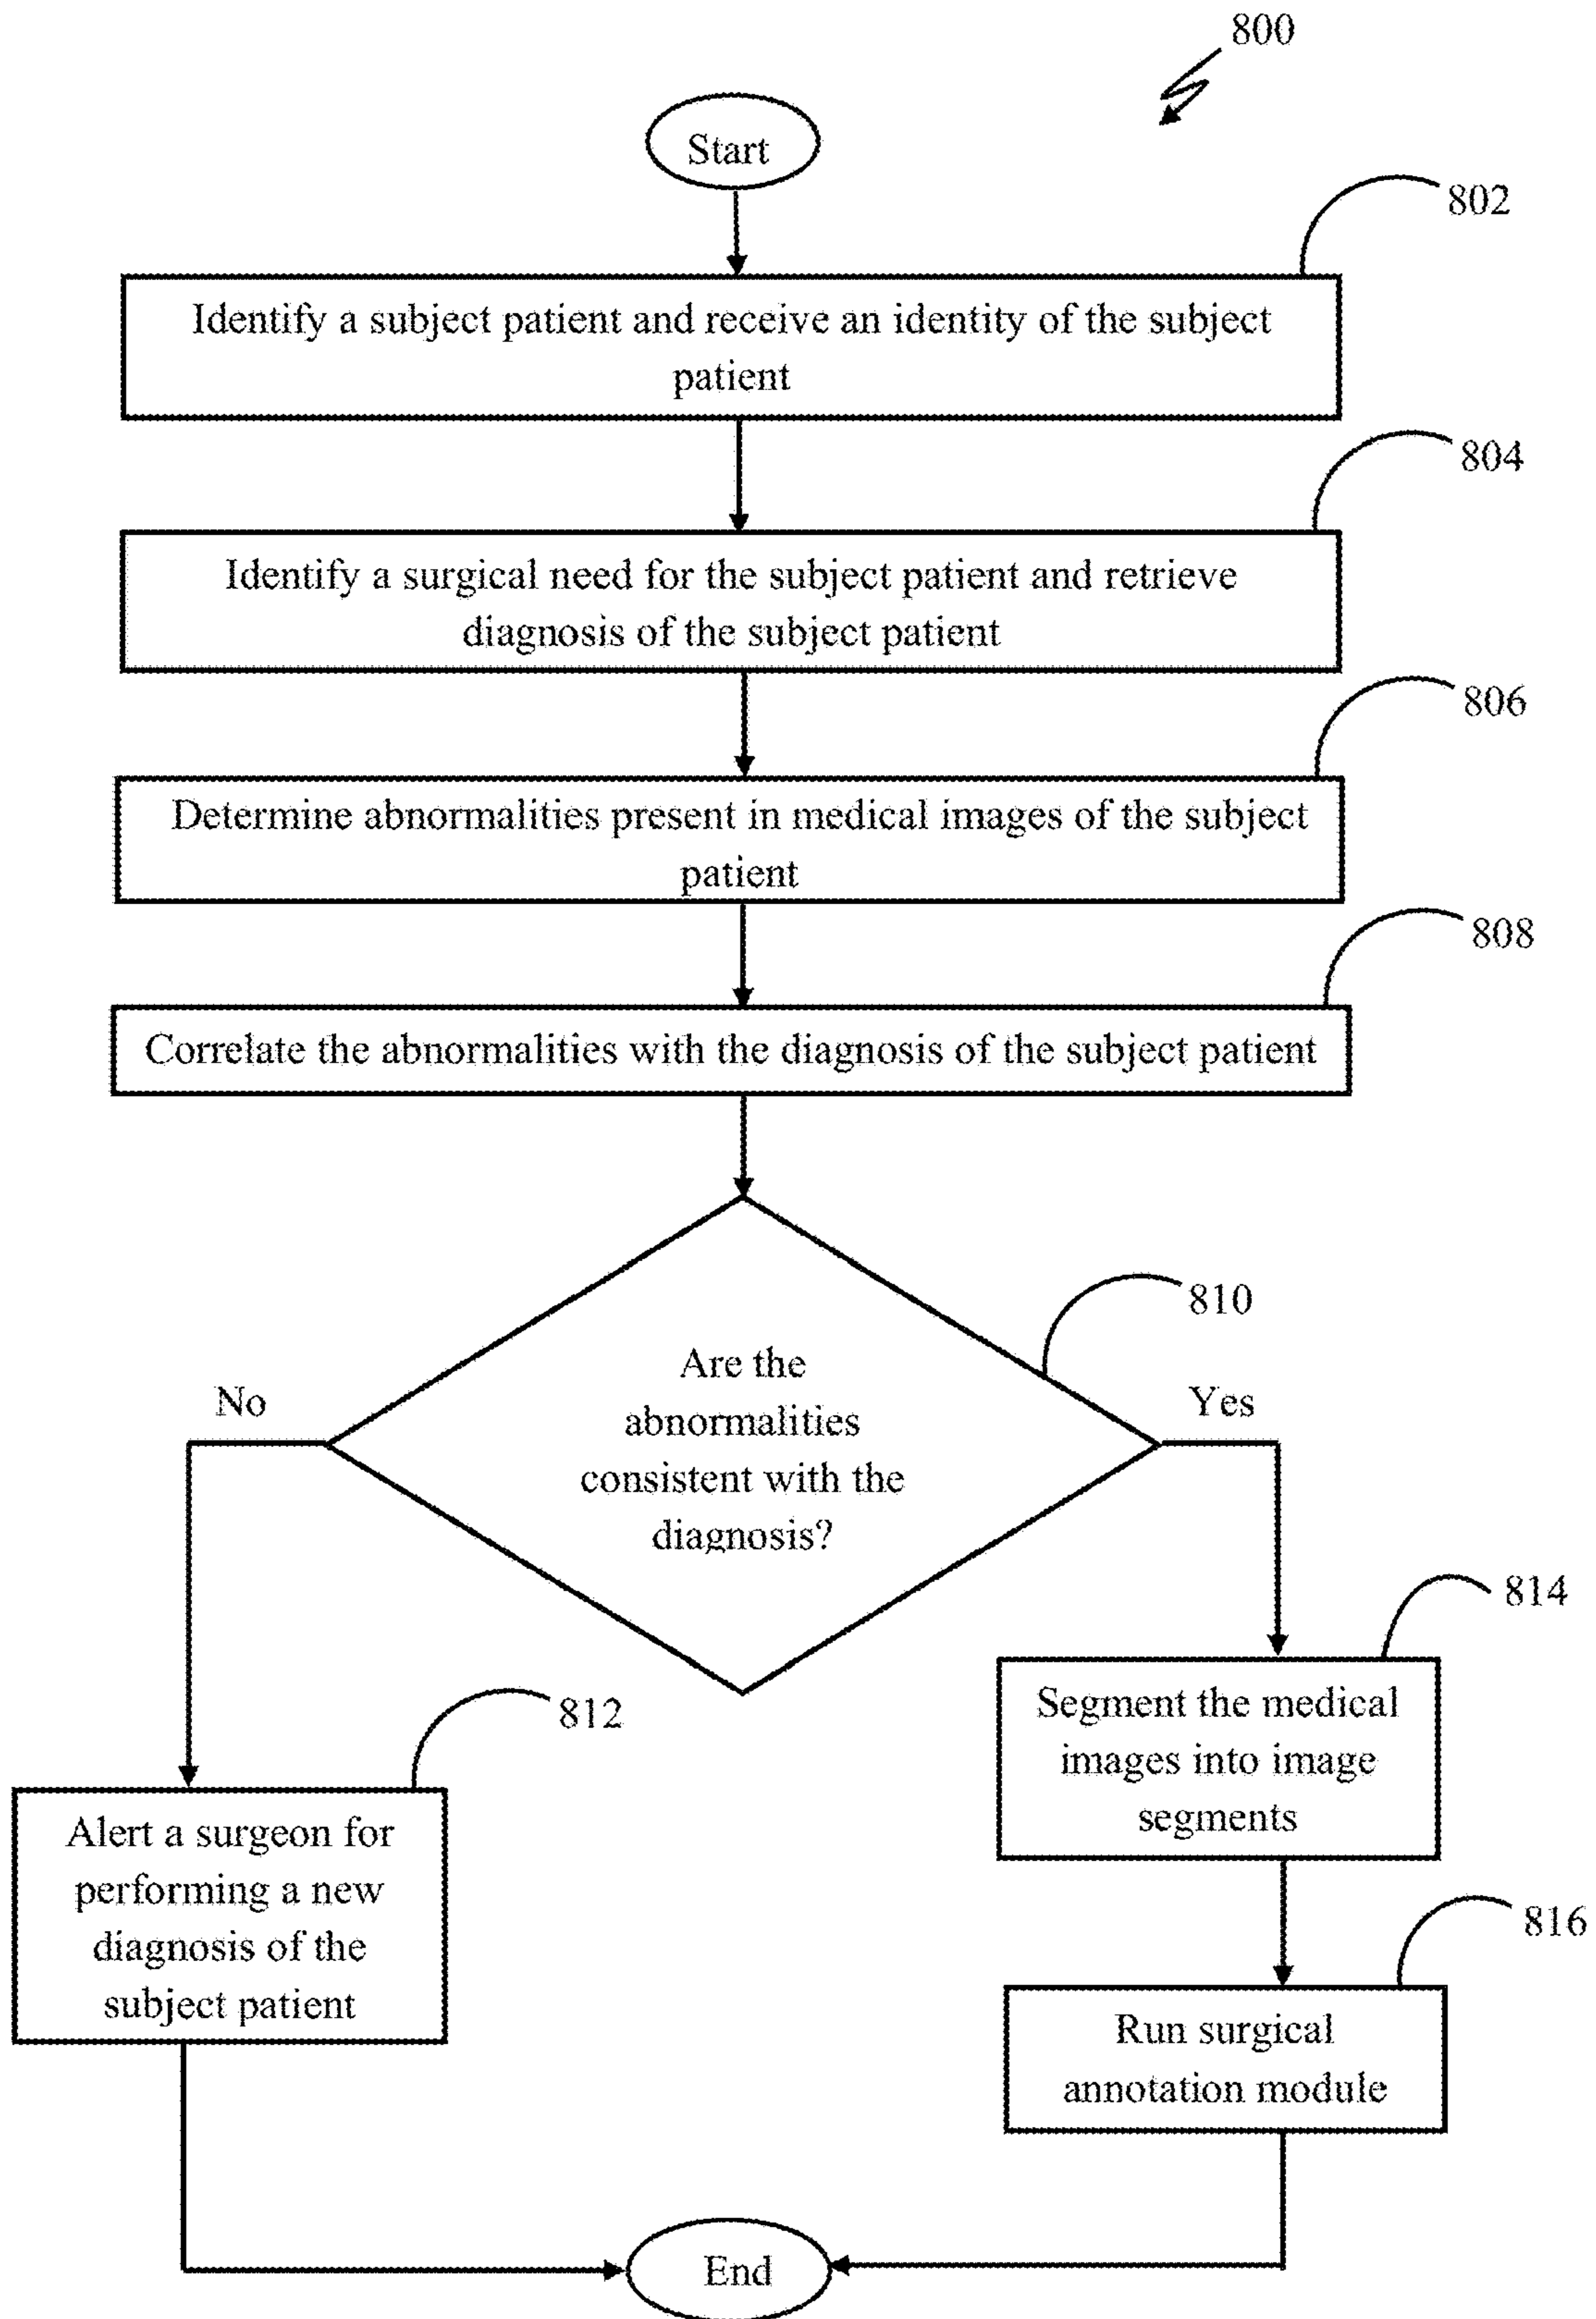 800
Start
802
Identify a subject patient and receive an identity of the subject
patient
804
Identify a surgical need for the subject patient and retrieve
diagnosis of the subject patient
806
Determine abnormalities present in medical images of the subject
patient
808
Correlate the abnormalities with the diagnosis of the subject patient
810
Are the
abnormalities
consistent with the
diagnosis?
No
Yes
812
Alert a surgeon for
performing a new
diagnosis of the
subject patient
814
Segment the medical
images into image
segments
816
Run surgical
annotation module
End